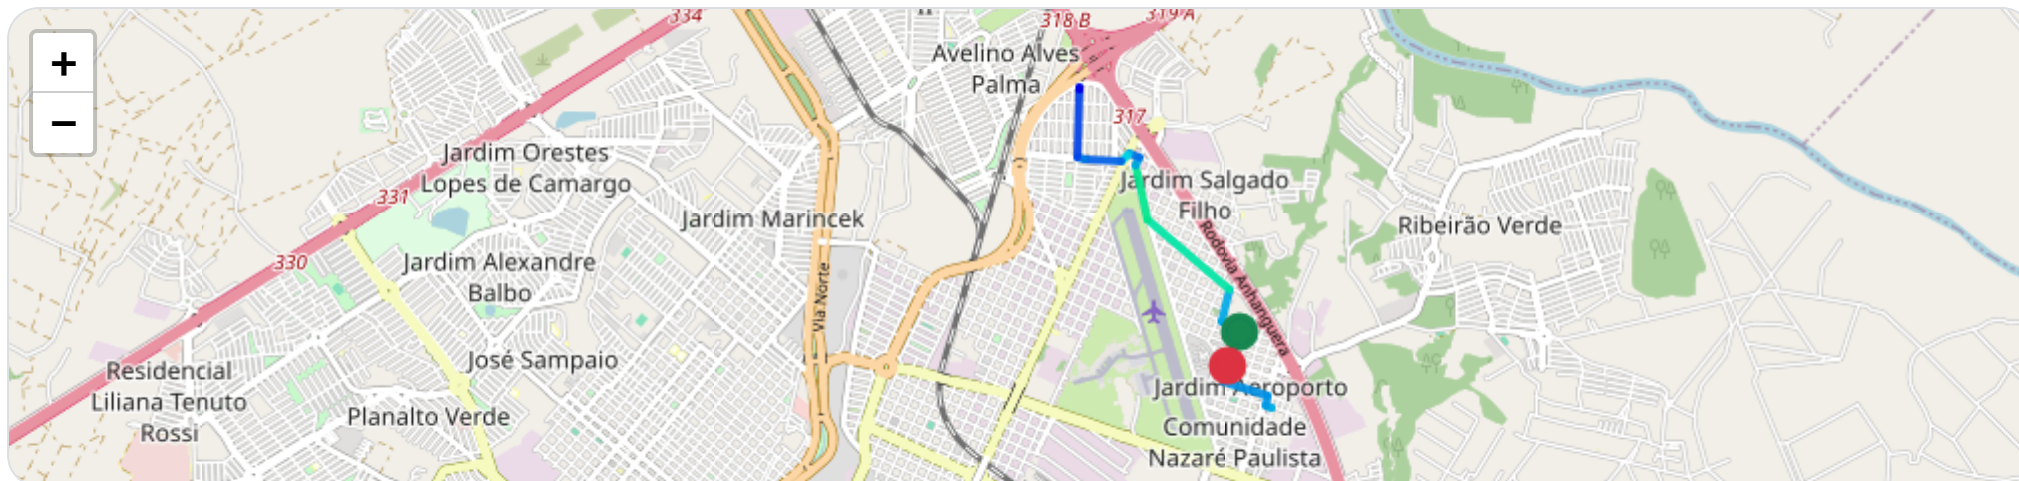 +
−
334
318 B
319 A
Avelino Alves
Palma
317
Jardim Orestes
Lopes de Camargo
331
Jardim Salgado
Filho
Jardim Marincek
Ribeirão Verde
330
Jardim Alexandre
Balbo
Via Norte
Rodovia Anhanguera
José Sampaio
Residencial
Liliana Tenuto
Rossi
Planalto Verde
Jardim Aeroporto
Comunidade
Nazaré Paulista